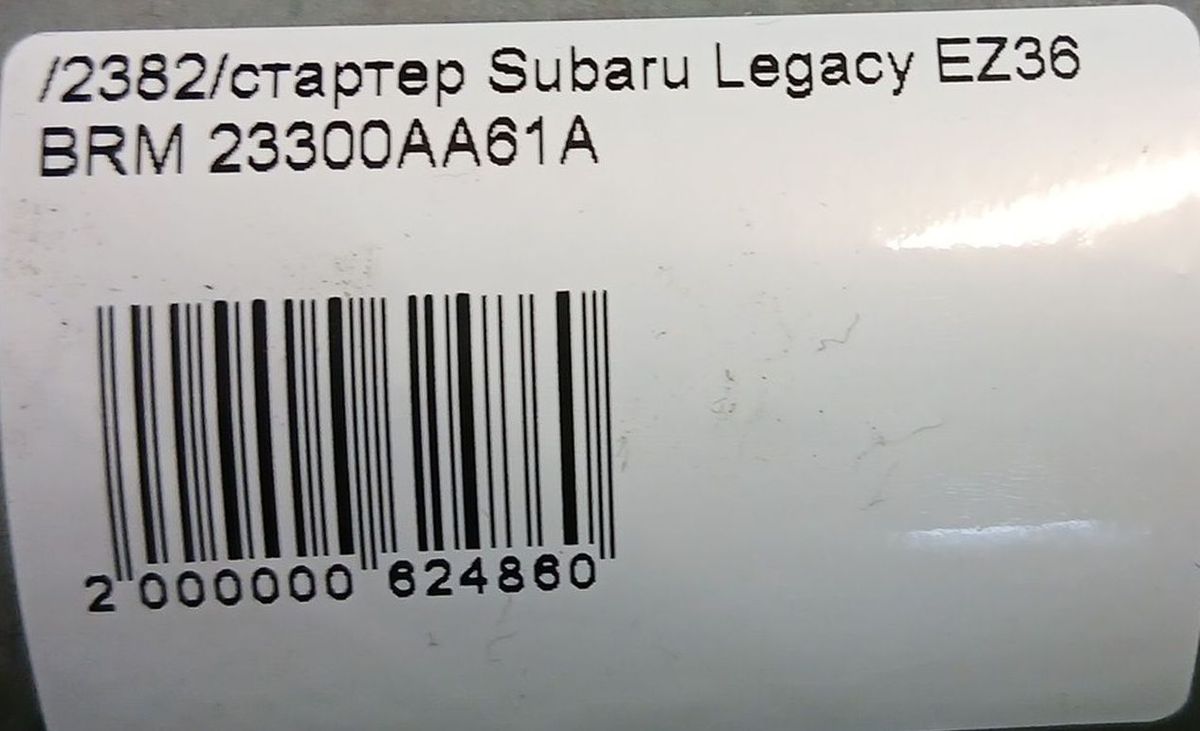 /2382/стартер Subaru Legacy EZ36
BRM 23300AA61A
2 000000 624860